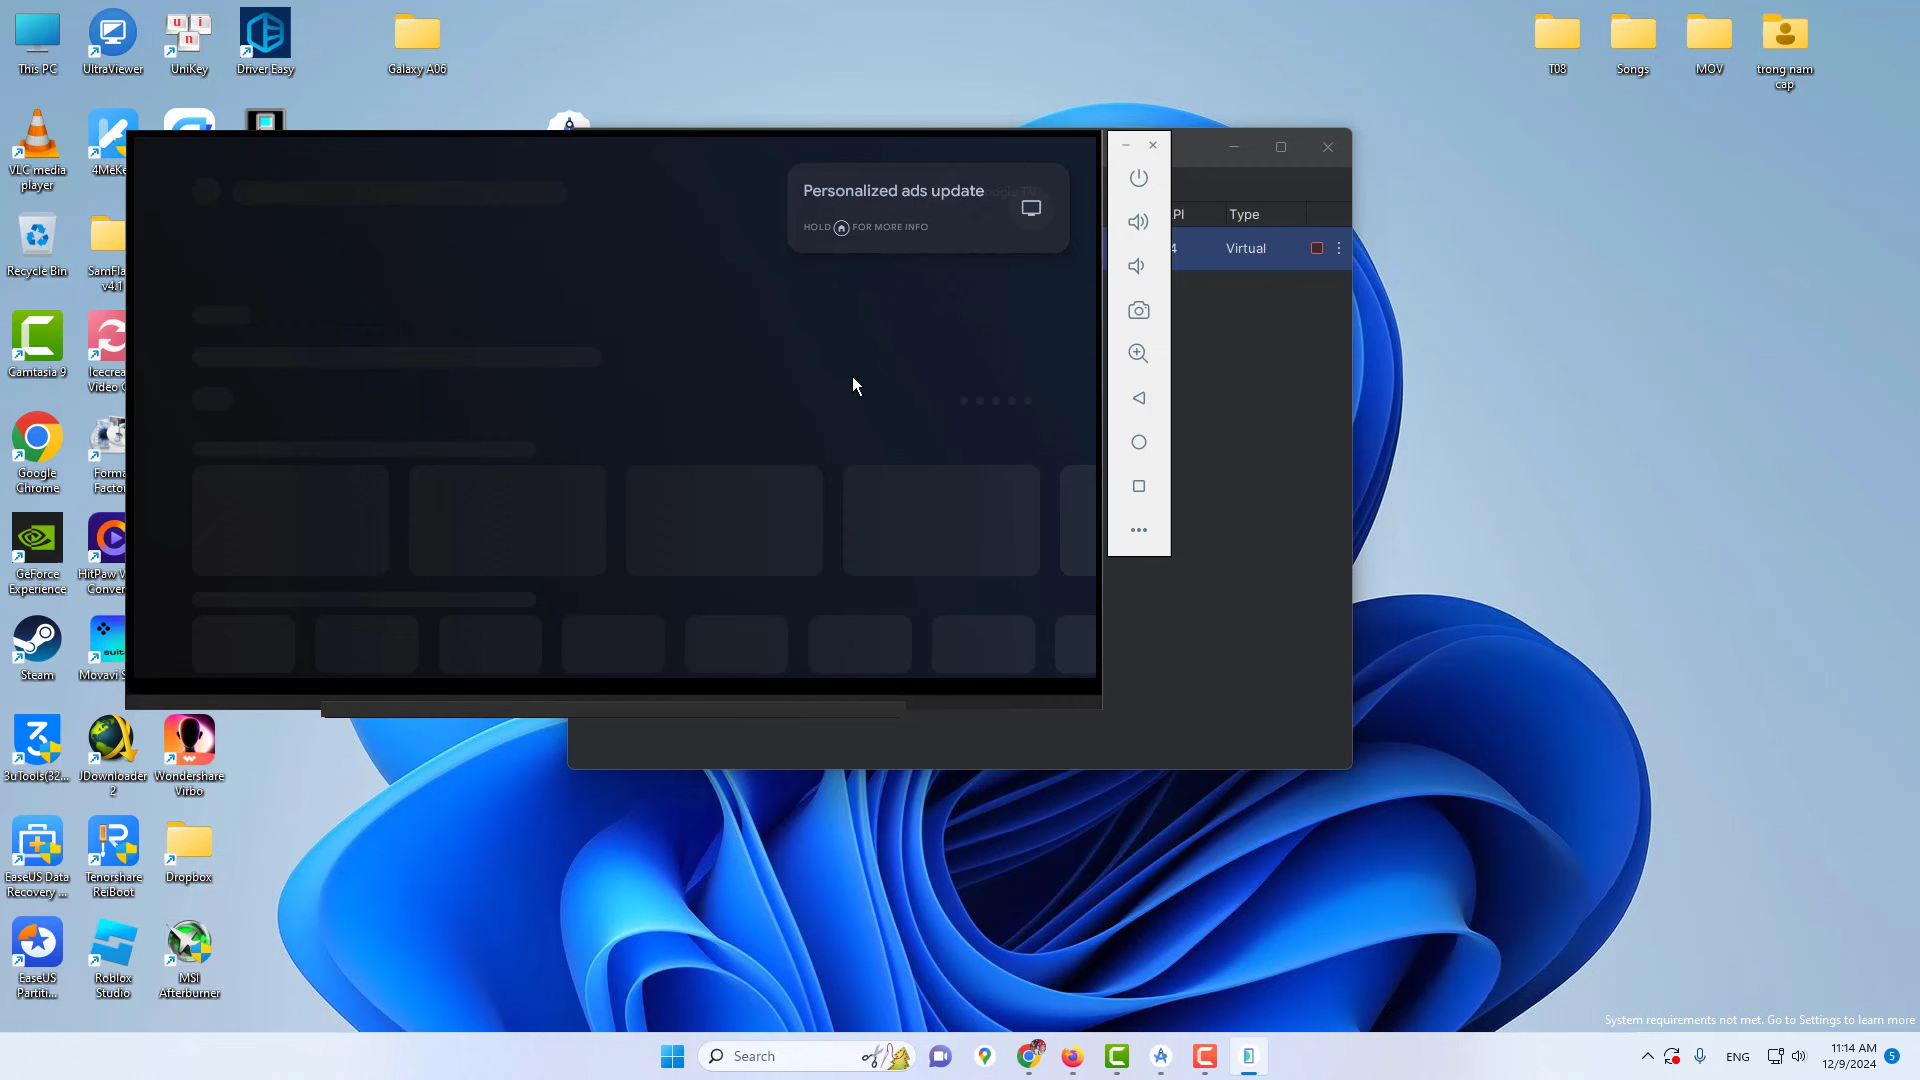 This PC
UltraViewer
UniKey
Driver Easy
Galaxy A06
T08
Songs
MOV
trong nam
cap
VLC media
player
4MeKe
Recycle Bin
SamF
v4.1
Camtasia 9
Icecrea
Video C
Google
Chrome
Forma
Factor
GeForce
Experience
HitPaw
Conver
Steam
Movavi S
3uTools(32...
JDownloader
2
Wondershare
Virbo
EaseUS Data
Recovery ...
Tenorshare
ReiBoot
Dropbox
EaseUS
Partiti...
Roblox
Studio
MSI
Afterburner
u
i
n
suit
Personalized ads update
HOLD FOR MORE INFO
PI
Type
4
Virtual
System requirements not met. Go to Settings to learn more
Search
ENG
11:14 AM
12/9/2024
5